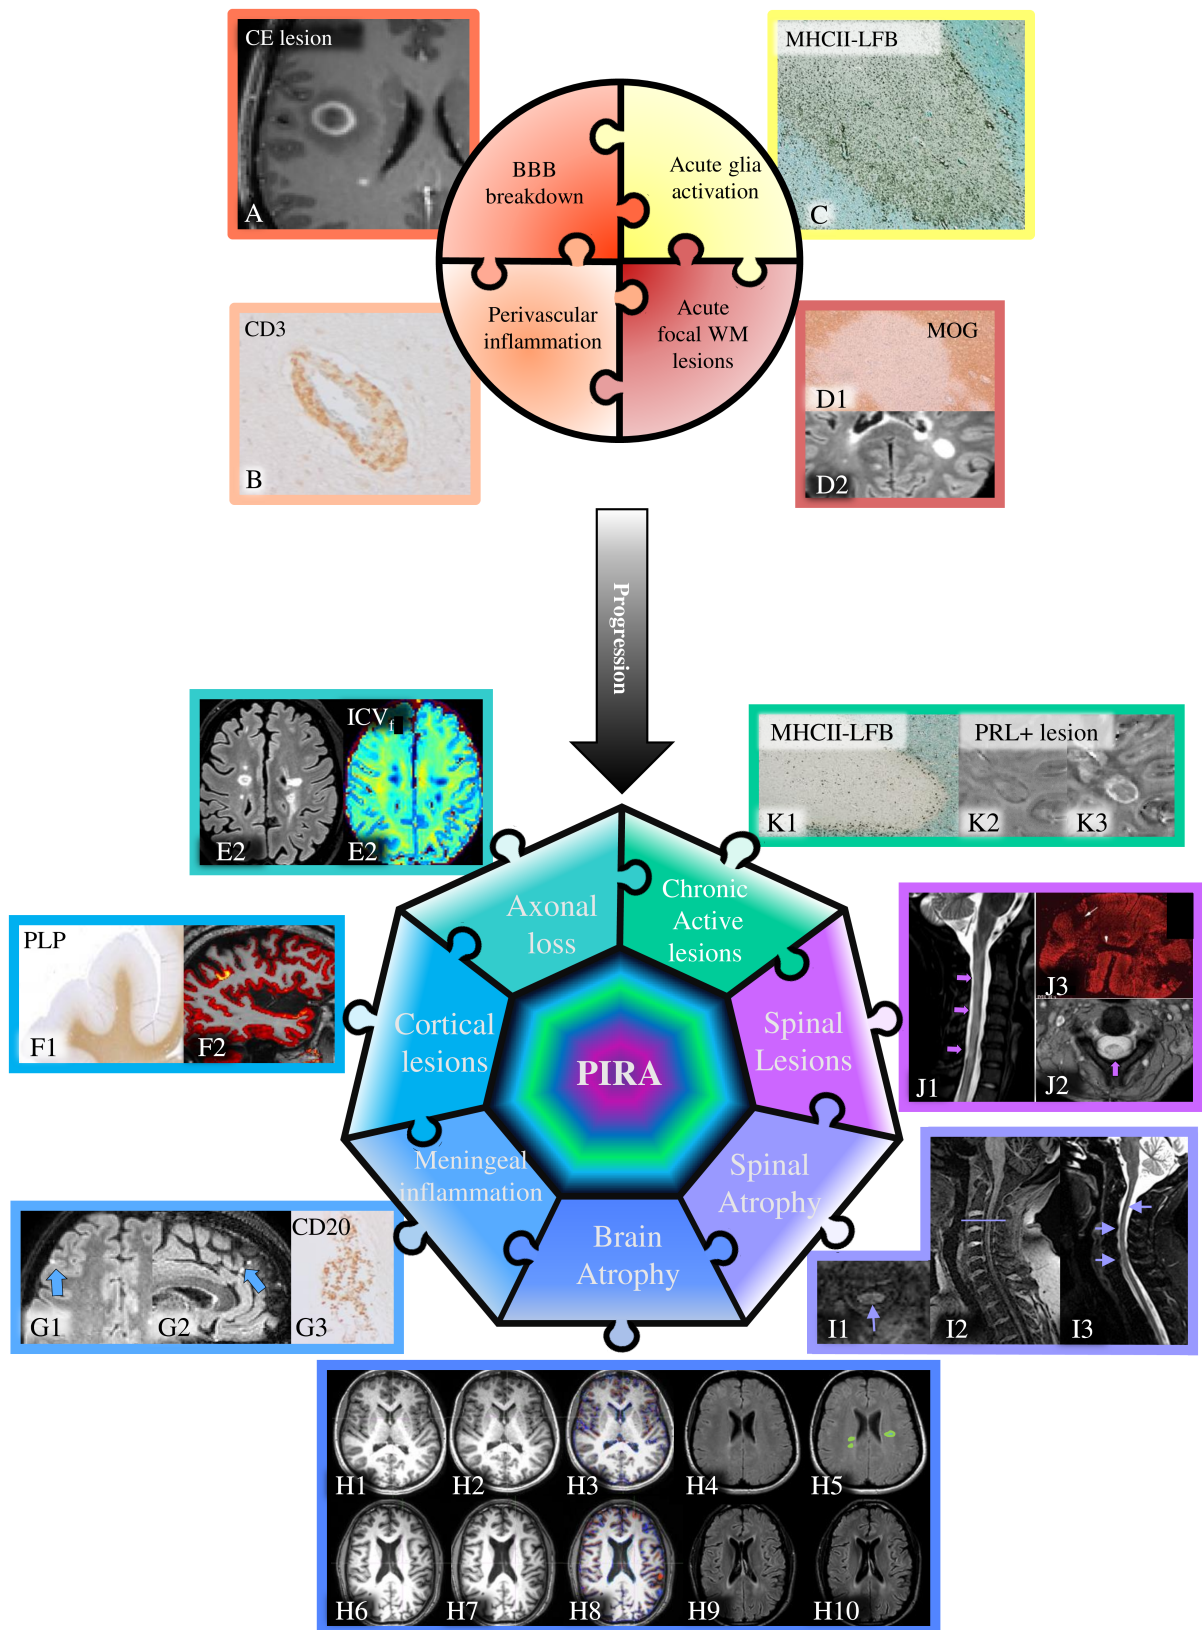 CE lesion
A
MHCII-LFB
C
BBB
breakdown
Acute glia
activation
Perivascular
inflammation
Acute
focal WM
lesions
CD3
B
MOG
D1
D2
Progression
ICVf
E2
E2
MHCII-LFB
PRL+ lesion
K1
K2
K3
Axonal
loss
Chronic
Active
lesions
PLP
F1
F2
Cortical
lesions
PIRA
Spinal
Lesions
J1
J3
J2
Meningeal
inflammation
Spinal
Atrophy
Brain
Atrophy
CD20
G1
G2
G3
I1
I2
I3
H1
H2
H3
H4
H5
H6
H7
H8
H9
H10